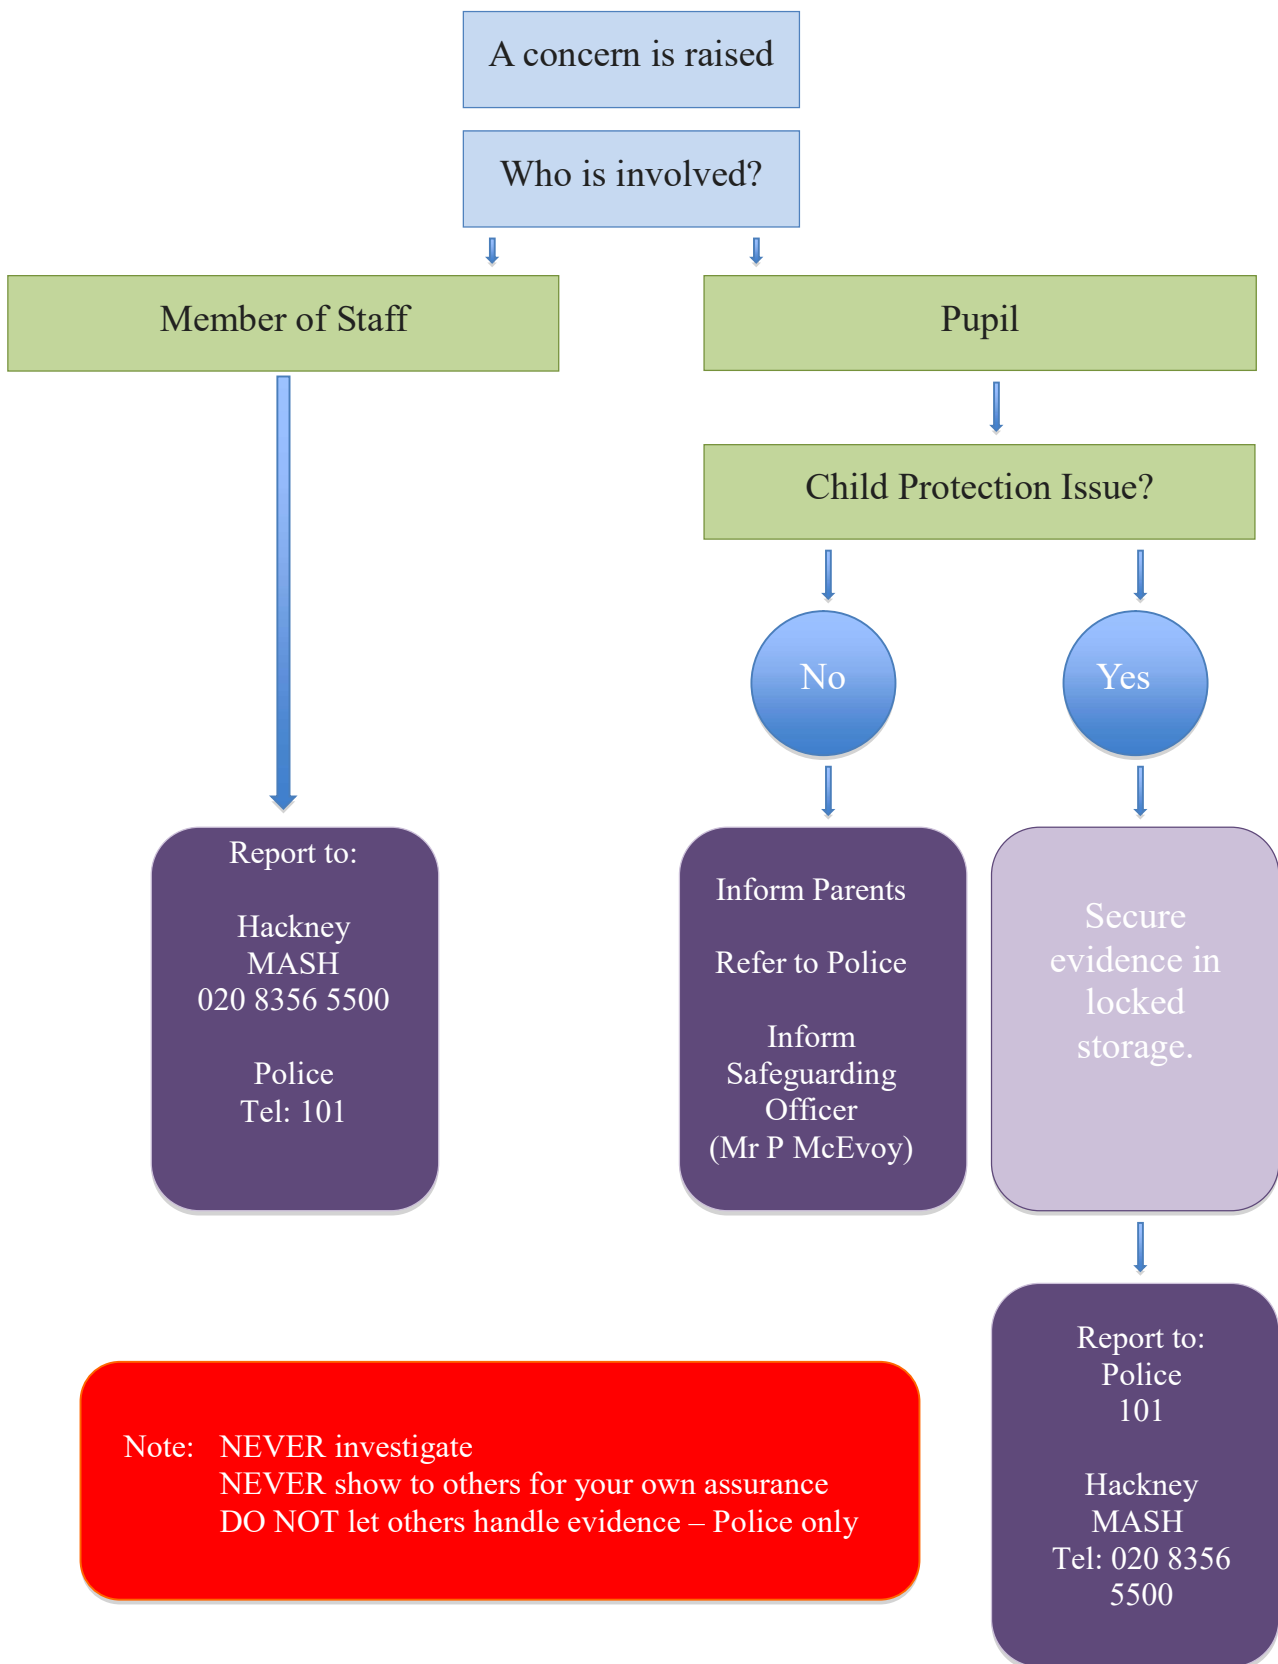 A concern is raised
Who is involved?
Member of Staff
Pupil
Child Protection Issue?
No
Yes
Report to:
Hackney
MASH
020 8356 5500
Police
Tel: 101
Inform Parents
Refer to Police
Inform
Safeguarding
Officer
(Mr P McEvoy)
Secure
evidence in
locked
storage.
Report to:
Police
101
Hackney
MASH
Tel: 020 8356
5500
Note: NEVER investigate
NEVER show to others for your own assurance
DO NOT let others handle evidence – Police only